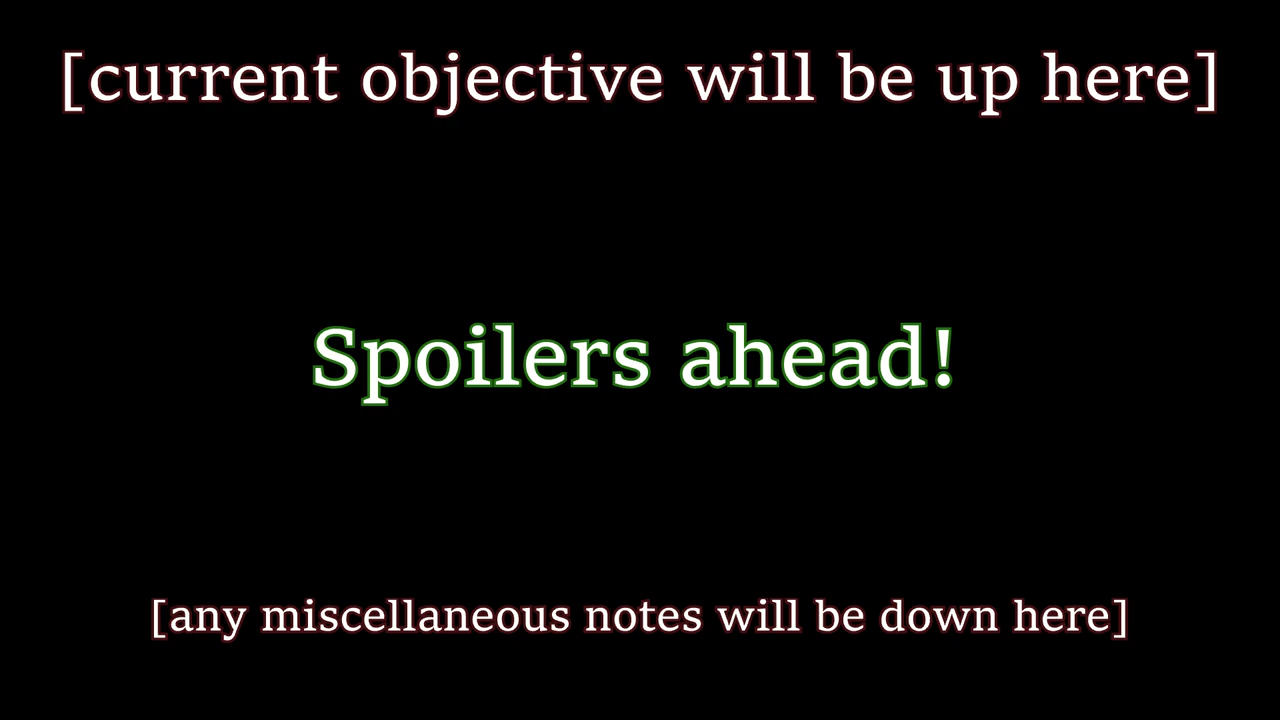 [current objective will be up here]
Spoilers ahead!
[any miscellaneous notes will be down here]